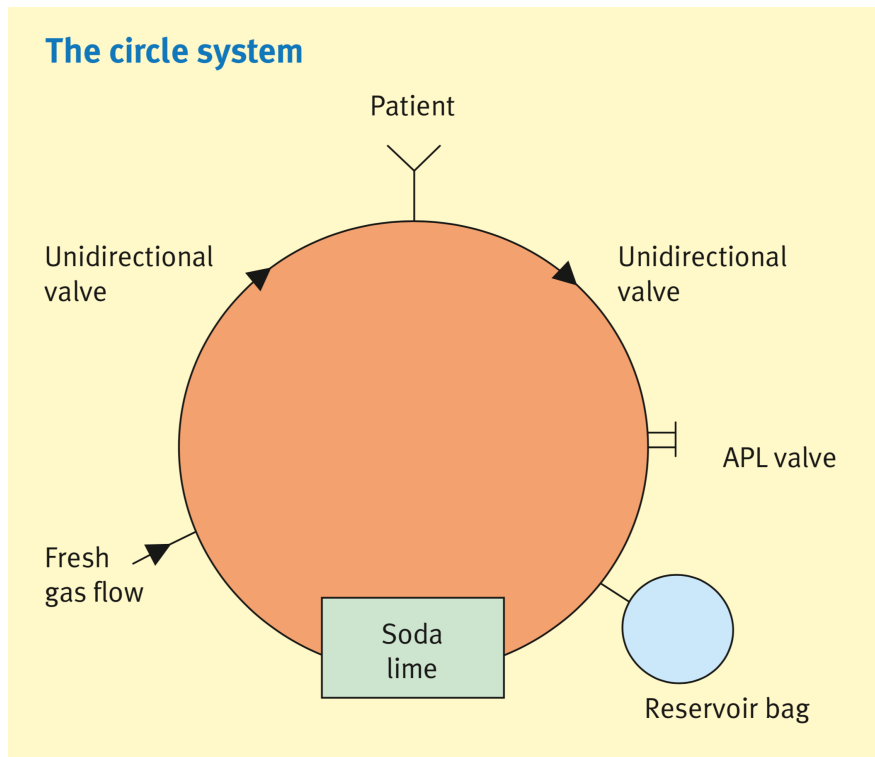 The circle system
Patient
Unidirectional
valve
Unidirectional
valve
APL valve
Fresh
gas flow
Soda
lime
Reservoir bag